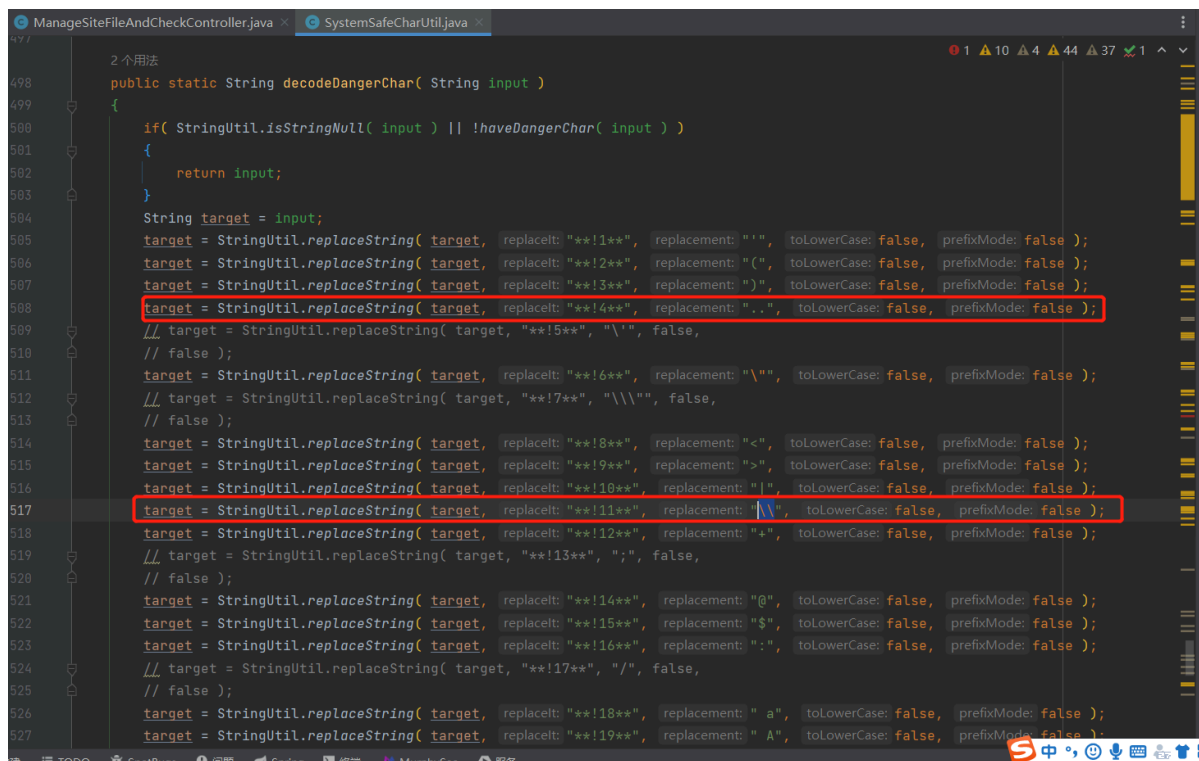 ManageSiteFileAndCheckController.java × SystemSafeCharUtil.java ×
497
1 10 4 44 37 1
2 个用法
498 public static String decodeDangerChar( String input )
499 {
500 if( StringUtil.isStringNull( input ) || !haveDangerChar( input ) )
501 {
502 return input;
503 }
504 String target = input;
505 target = StringUtil.replaceString( target, replaceIt: "**!1**", replacement: "'", toLowerCase: false, prefixMode: false );
506 target = StringUtil.replaceString( target, replaceIt: "**!2**", replacement: "(", toLowerCase: false, prefixMode: false );
507 target = StringUtil.replaceString( target, replaceIt: "**!3**", replacement: ")", toLowerCase: false, prefixMode: false );
508 target = StringUtil.replaceString( target, replaceIt: "**!4**", replacement: "..", toLowerCase: false, prefixMode: false );
509 // target = StringUtil.replaceString( target, "**!5**", "\'", false,
510 // false );
511 target = StringUtil.replaceString( target, replaceIt: "**!6**", replacement: "\"", toLowerCase: false, prefixMode: false );
512 // target = StringUtil.replaceString( target, "**!7**", "\\\"", false,
513 // false );
514 target = StringUtil.replaceString( target, replaceIt: "**!8**", replacement: "<", toLowerCase: false, prefixMode: false );
515 target = StringUtil.replaceString( target, replaceIt: "**!9**", replacement: ">", toLowerCase: false, prefixMode: false );
516 target = StringUtil.replaceString( target, replaceIt: "**!10**", replacement: "|", toLowerCase: false, prefixMode: false );
517 target = StringUtil.replaceString( target, replaceIt: "**!11**", replacement: "\\", toLowerCase: false, prefixMode: false );
518 target = StringUtil.replaceString( target, replaceIt: "**!12**", replacement: "+", toLowerCase: false, prefixMode: false );
519 // target = StringUtil.replaceString( target, "**!13**", ";", false,
520 // false );
521 target = StringUtil.replaceString( target, replaceIt: "**!14**", replacement: "@", toLowerCase: false, prefixMode: false );
522 target = StringUtil.replaceString( target, replaceIt: "**!15**", replacement: "$", toLowerCase: false, prefixMode: false );
523 target = StringUtil.replaceString( target, replaceIt: "**!16**", replacement: ":", toLowerCase: false, prefixMode: false );
524 // target = StringUtil.replaceString( target, "**!17**", "/", false,
525 // false );
526 target = StringUtil.replaceString( target, replaceIt: "**!18**", replacement: " a", toLowerCase: false, prefixMode: false );
527 target = StringUtil.replaceString( target, replaceIt: "**!19**", replacement: " A", toLowerCase: false, prefixMode: false );
中